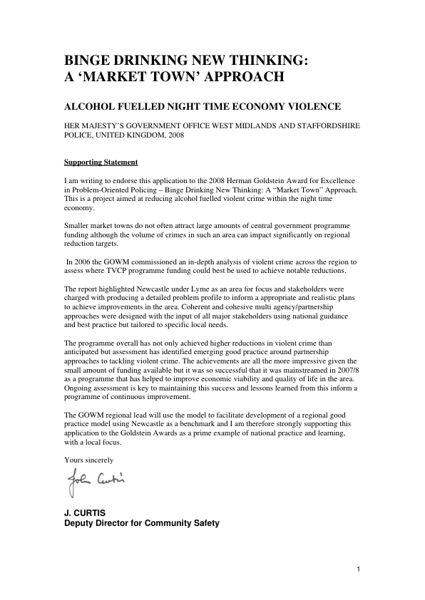 BINGE DRINKING NEW THINKING:
A ‘MARKET TOWN’ APPROACH
ALCOHOL FUELLED NIGHT TIME ECONOMY VIOLENCE
HER MAJESTY’S GOVERNMENT OFFICE WEST MIDLANDS AND STAFFORDSHIRE
POLICE, UNITED KINGDOM, 2008
Supporting Statement
I am writing to endorse this application to the 2008 Herman Goldstein Award for Excellence
in Problem-Oriented Policing – Binge Drinking New Thinking: A “Market Town” Approach.
This is a project aimed at reducing alcohol fuelled violent crime within the night time
economy.
Smaller market towns do not often attract large amounts of central government programme
funding although the volume of crimes in such an area can impact significantly on regional
reduction targets.
In 2006 the GOWM commissioned an in-depth analysis of violent crime across the region to
assess where TVCP programme funding could best be used to achieve notable reductions.
The report highlighted Newcastle under Lyme as an area for focus and stakeholders were
charged with producing a detailed problem profile to inform a appropriate and realistic plans
to achieve improvements in the area. Coherent and cohesive multi agency/partnership
approaches were designed with the input of all major stakeholders using national guidance
and best practice but tailored to specific local needs.
The programme overall has not only achieved higher reductions in violent crime than
anticipated but assessment has identified emerging good practice around partnership
approaches to tackling violent crime. The achievements are all the more impressive given the
small amount of funding available but it was so successful that it was mainstreamed in 2007/8
as a programme that has helped to improve economic viability and quality of life in the area.
Ongoing assessment is key to maintaining this success and lessons learned from this inform a
programme of continuous improvement.
The GOWM regional lead will use the model to facilitate development of a regional good
practice model using Newcastle as a benchmark and I am therefore strongly supporting this
application to the Goldstein Awards as a prime example of national practice and learning,
with a local focus.
Yours sincerely
John Curtis
J. CURTIS
Deputy Director for Community Safety
1